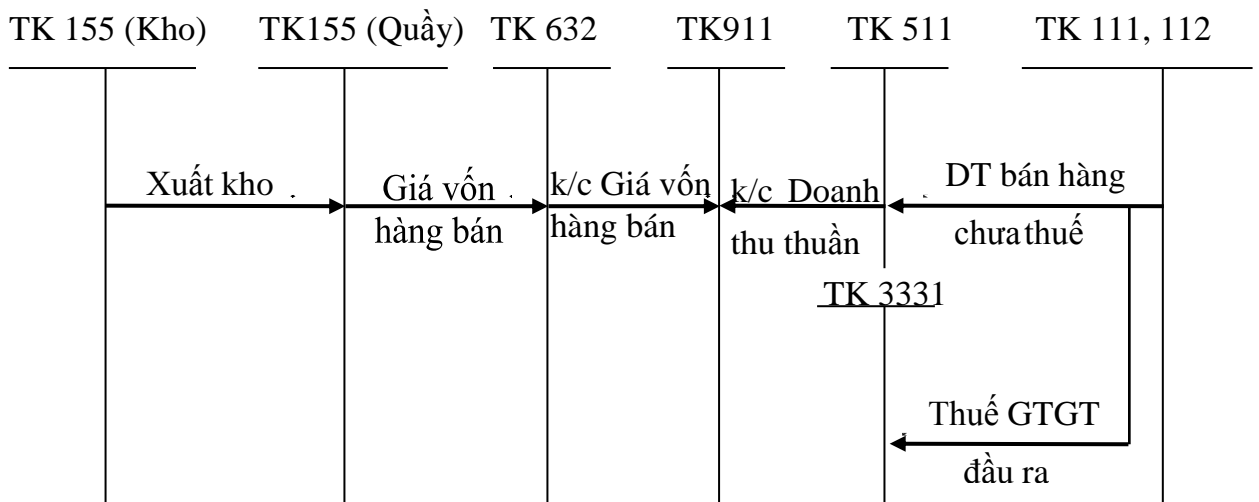 TK 155 (Kho) TK155 (Quầy) TK 632 TK911 TK 511 TK 111, 112
Xuất kho
Giá vốn
hàng bán
k/c Giá vốn
hàng bán
k/c Doanh
thu thuần
DT bán hàng
chưa thuế
TK 3331
Thuế GTGT
đầu ra